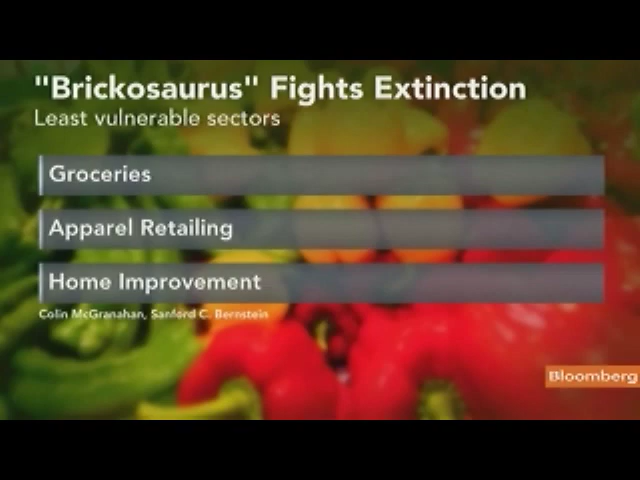 "Brickosaurus" Fights Extinction
Least vulnerable sectors
Groceries
Apparel Retailing
Home Improvement
Colin McGranahan, Sanford C. Bernstein
Bloomberg